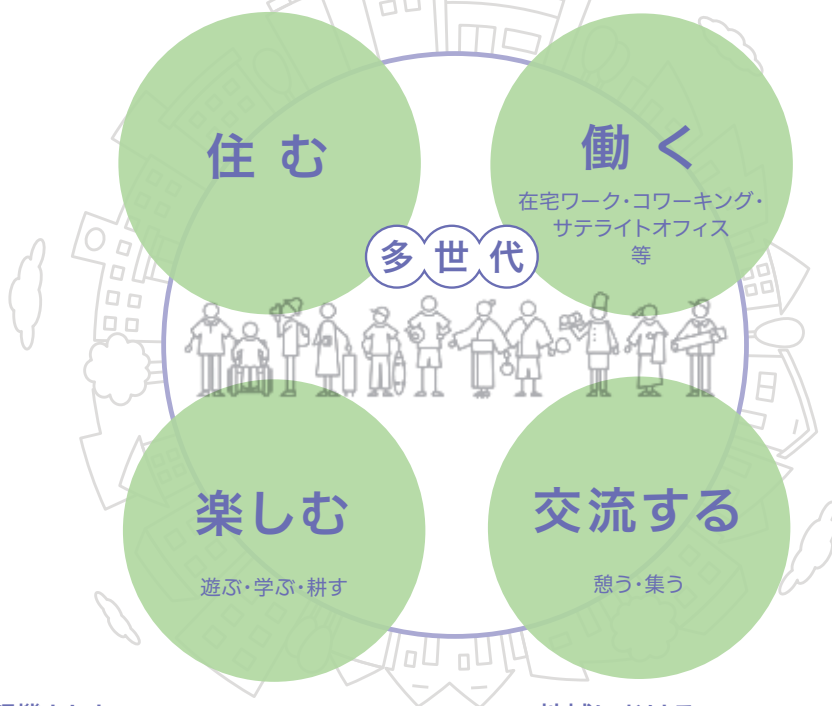 住む
働く
在宅ワーク・コワーキング・
サテライトオフィス
等
多世代
楽しむ
遊ぶ・学ぶ・耕す
交流する
憩う・集う